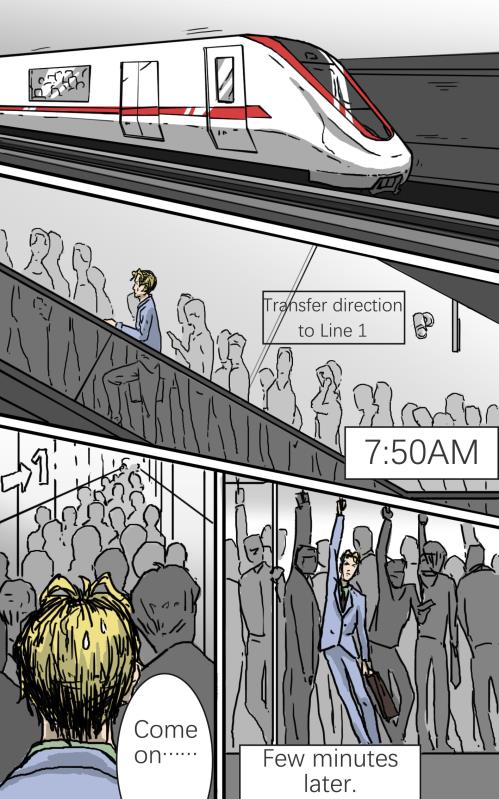 Transfer direction
to Line 1
7:50AM
1
Come
on……
Few minutes
later.